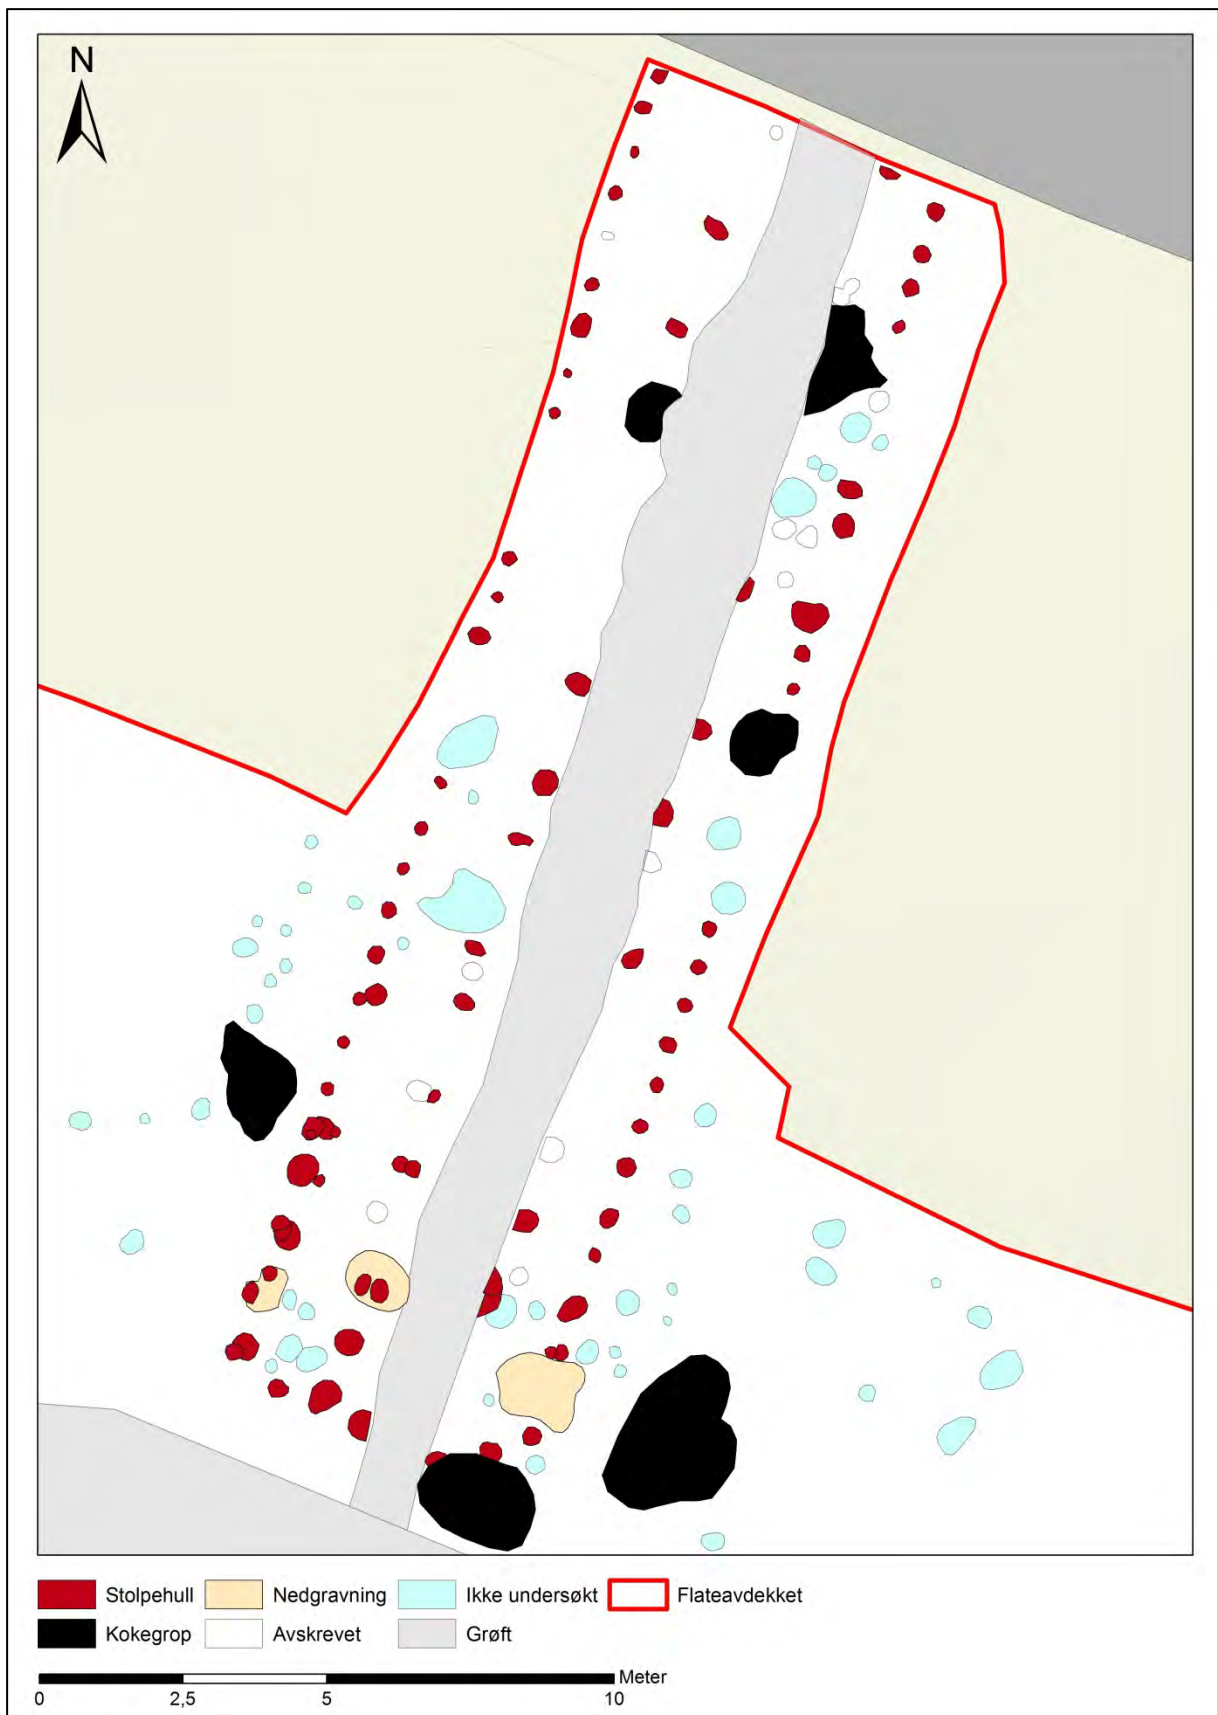 N
Stolpehull Nedgravning Ikke undersøkt Flateavdekket
Kokegrop Avskrevet Grøft
Meter
0 2,5 5 10